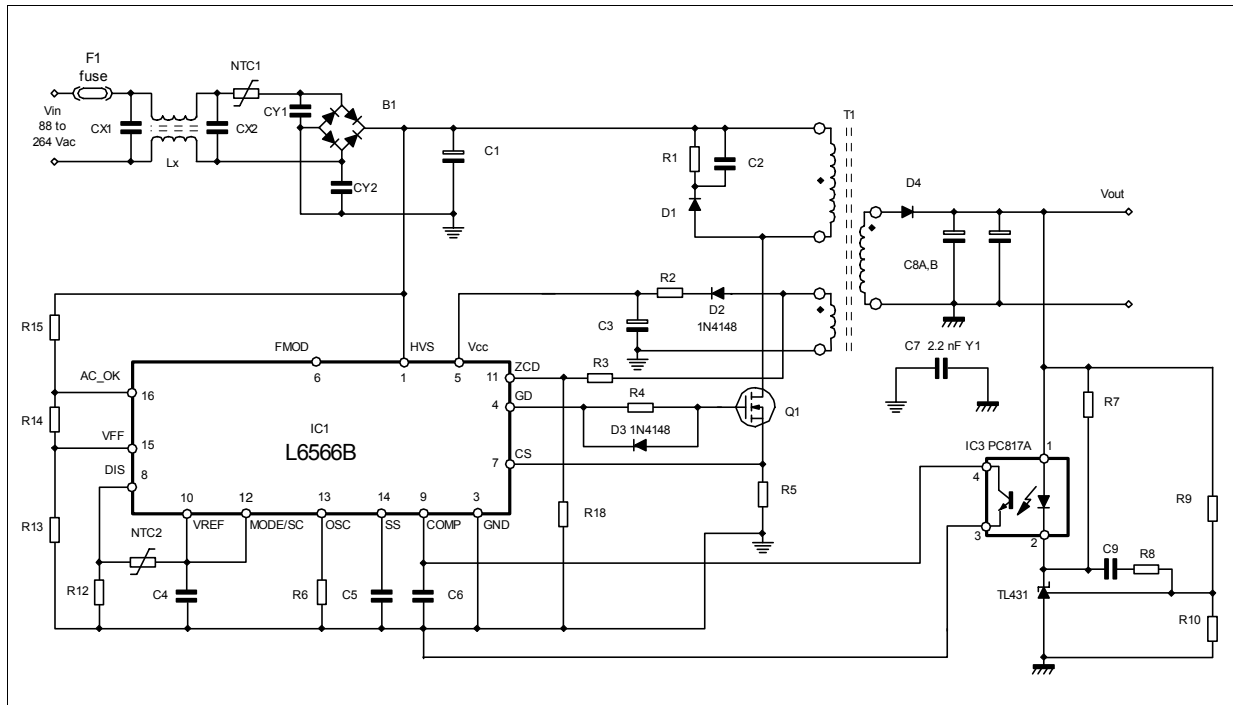 F1
fuse
NTC1
Vin
88 to
264 Vac
CX1
Lx
CX2
CY1
B1
CY2
C1
R1
C2
D1
T1
D4
Vout
C8A,B
R2
D2
1N4148
C3
C7 2.2 nF Y1
R15
FMOD
HVS
Vcc
6
1
5
AC_OK
16
11
ZCD
R3
R14
4
GD
R4
Q1
R7
VFF
15
IC1
L6566B
D3 1N4148
DIS
8
7
CS
IC3 PC817A
1
4
R5
R9
10
12
13
14
9
3
VREF
MODE/SC
OSC
SS
COMP
GND
R18
3
2
R13
NTC2
C9
R8
R12
C4
R6
C5
C6
TL431
R10